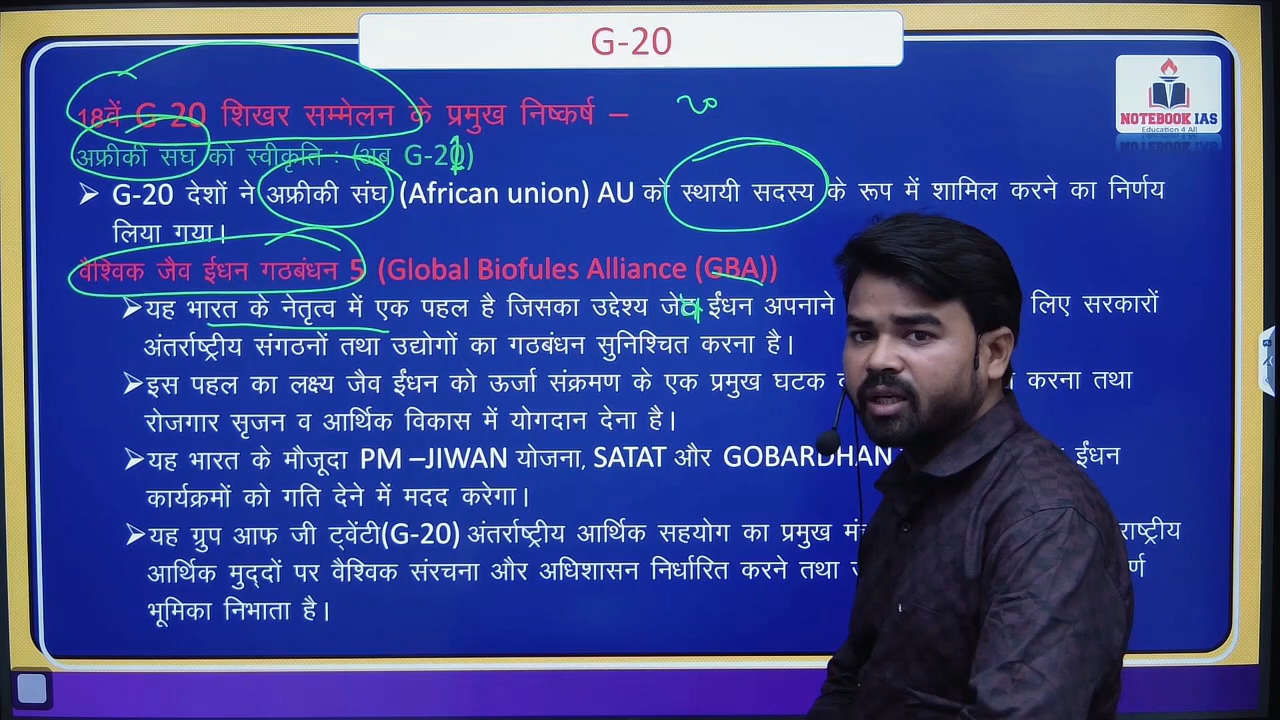 G-20
NOTEBOOK IAS
Education 4 All
18वें G-20 शिखर सम्मेलन के प्रमुख निष्कर्ष –
अफ्रीकी संघ को स्वीकृति : (अब G-21)
G-20 देशों ने अफ्रीकी संघ (African union) AU को स्थायी सदस्य के रूप में शामिल करने का निर्णय
लिया गया।
वैश्विक जैव ईधन गठबंधन 5 (Global Biofules Alliance (GBA))
यह भारत के नेतृत्व में एक पहल है जिसका उद्देश्य जैव ईंधन अपनाने लिए सरकारों
अंतर्राष्ट्रीय संगठनों तथा उद्योगों का गठबंधन सुनिश्चित करना है।
इस पहल का लक्ष्य जैव ईंधन को ऊर्जा संक्रमण के एक प्रमुख घटक करना तथा
रोजगार सृजन व आर्थिक विकास में योगदान देना है।
यह भारत के मौजूदा PM –JIWAN योजना, SATAT और GOBARDHAN ईंधन
कार्यक्रमों को गति देने में मदद करेगा।
यह ग्रुप आफ जी ट्वेंटी(G-20) अंतर्राष्ट्रीय आर्थिक सहयोग का प्रमुख
आर्थिक मुद्दों पर वैश्विक संरचना और अधिशासन निर्धारित करने तथा
भूमिका निभाता है।